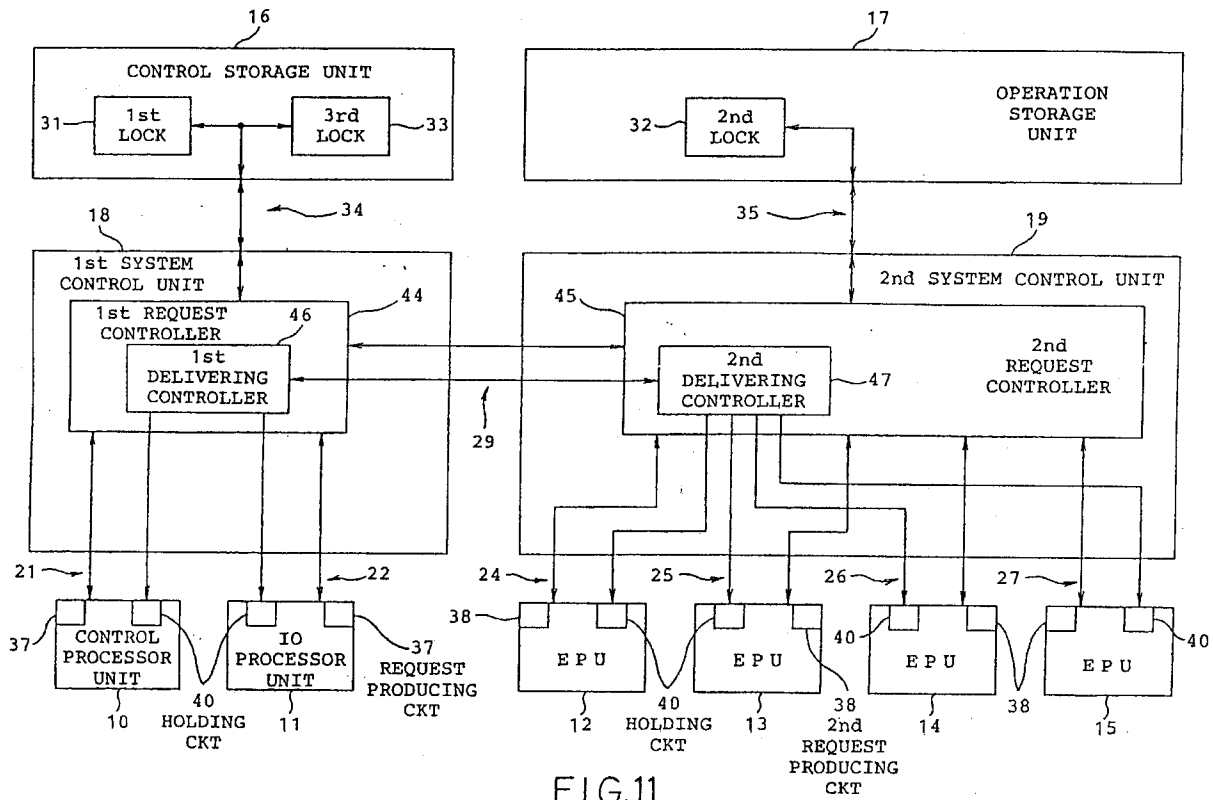 16
17
CONTROL STORAGE UNIT
31
1st
LOCK
3rd
LOCK
33
32
2nd
LOCK
OPERATION
STORAGE
UNIT
34
35
18
19
1st SYSTEM
CONTROL UNIT
2nd SYSTEM CONTROL UNIT
44
45
1st REQUEST
CONTROLLER
46
1st
DELIVERING
CONTROLLER
2nd
DELIVERING
CONTROLLER
47
2nd
REQUEST
CONTROLLER
29
21
22
24
25
26
27
37
CONTROL
PROCESSOR
UNIT
10
40
HOLDING
CKT
IO
PROCESSOR
UNIT
11
37
REQUEST
PRODUCING
CKT
38
EPU
12
40
HOLDING
CKT
EPU
13
38
2nd
REQUEST
PRODUCING
CKT
40
EPU
14
38
EPU
40
15
FIG.11